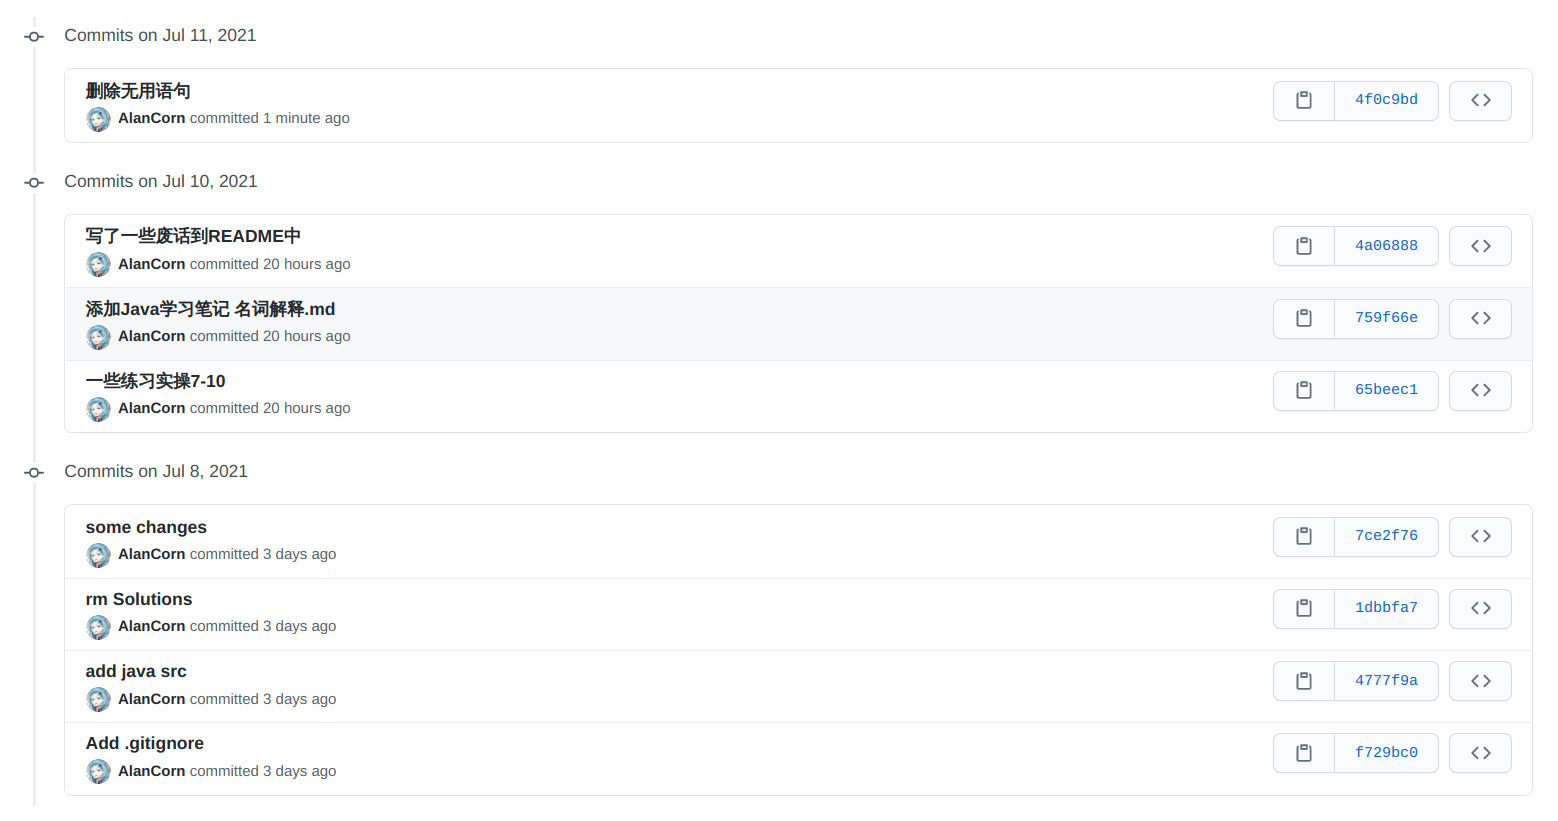 Commits on Jul 11, 2021
删除无用语句
4f0c9bd
AlanCorn committed 1 minute ago
Commits on Jul 10, 2021
写了一些废话到README中
4a06888
AlanCorn committed 20 hours ago
添加Java学习笔记 名词解释.md
759f66e
AlanCorn committed 20 hours ago
一些练习实操7-10
65beec1
AlanCorn committed 20 hours ago
Commits on Jul 8, 2021
some changes
7ce2f76
AlanCorn committed 3 days ago
rm Solutions
1dbbfa7
AlanCorn committed 3 days ago
add java src
4777f9a
AlanCorn committed 3 days ago
Add .gitignore
f729bc0
AlanCorn committed 3 days ago